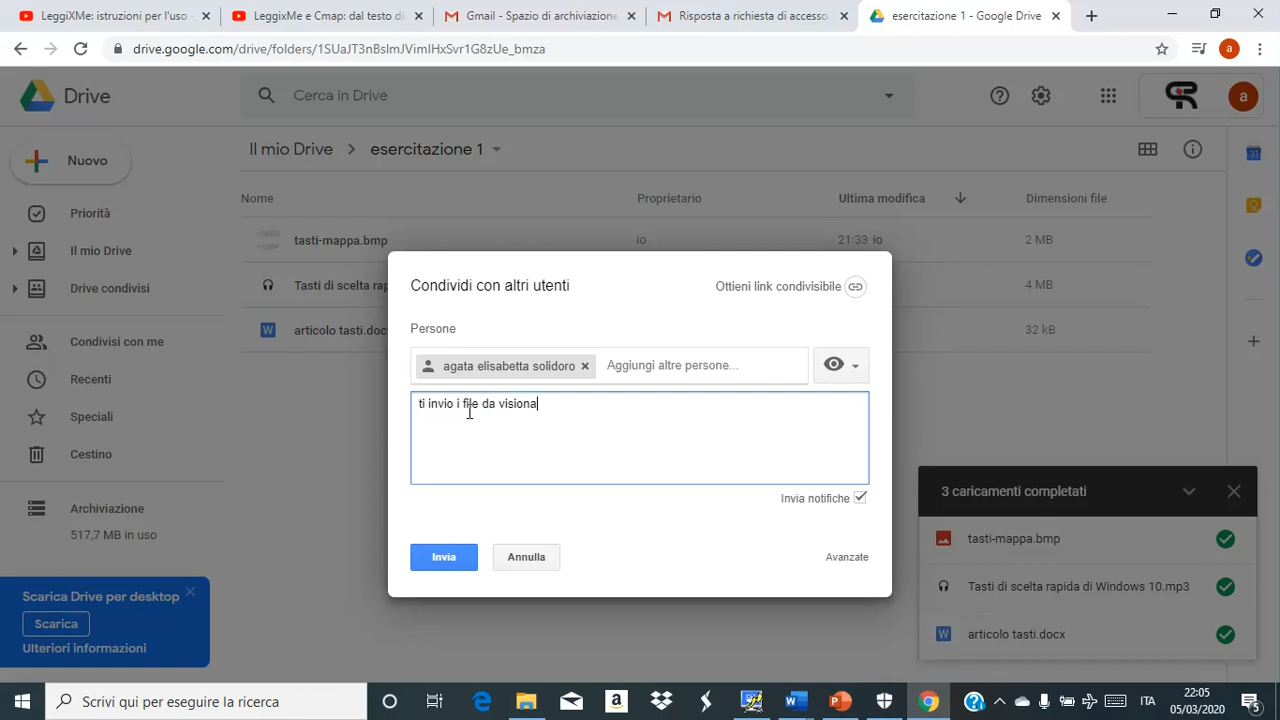 LeggiXMe: istruzioni per l'uso -
LeggixMe e Cmap: dal testo di
Gmail - Spazio di archiviazione
Risposta a richiesta di accesso.
esercitazione 1 - Google Drive
drive.google.com/drive/folders/1SUaJT3nBslmJVimlHxSvr1G8zUe_bmza
a
Drive
Cerca in Drive
a
Nuovo
Il mio Drive
esercitazione 1
Nome
Proprietario
Ultima modifica
Dimensioni file
Priorità
tasti-mappa.bmp
io
21:33 io
2 MB
Il mio Drive
Tasti di scelta rap
4 MB
Drive condivisi
articolo tasti.doc
32 kB
Condivisi con me
Recenti
Speciali
Cestino
Archiviazione
517,7 MB in uso
Condividi con altri utenti
Ottieni link condivisibile
Persone
agata elisabetta solidoro
Aggiungi altre persone...
ti invio i file da visiona
Invia notifiche
Invia
Annulla
Avanzate
3 caricamenti completati
tasti-mappa.bmp
Tasti di scelta rapida di Windows 10.mp3
W
articolo tasti.docx
Scarica Drive per desktop
Scarica
Ulteriori informazioni
Scrivi qui per eseguire la ricerca
ITA
22:05
05/03/2020
5